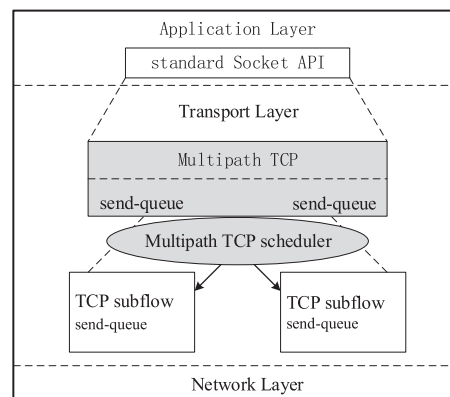 Application Layer
standard Socket API
Transport Layer
Multipath TCP
send-queue send-queue
Multipath TCP scheduler
TCP subflow
send-queue
TCP subflow
send-queue
Network Layer